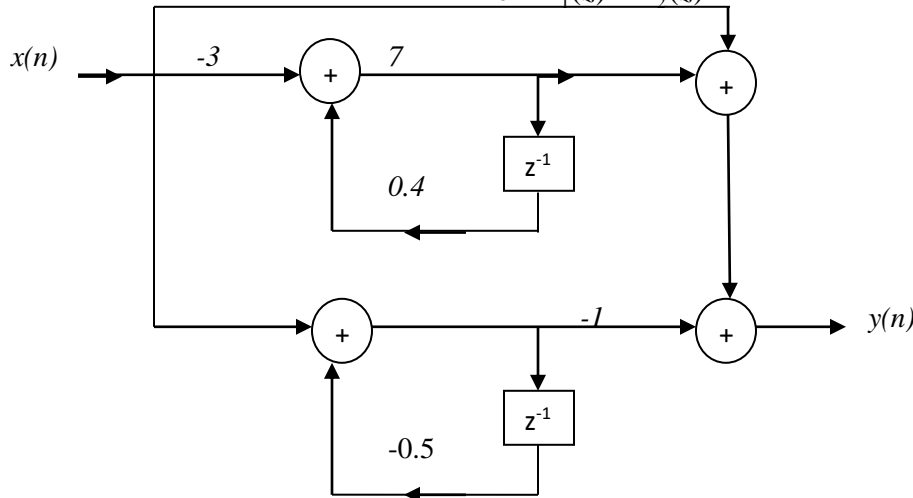 x(n) -3 + 7 +
z-1
0.4
+ -1 + y(n)
z-1
-0.5